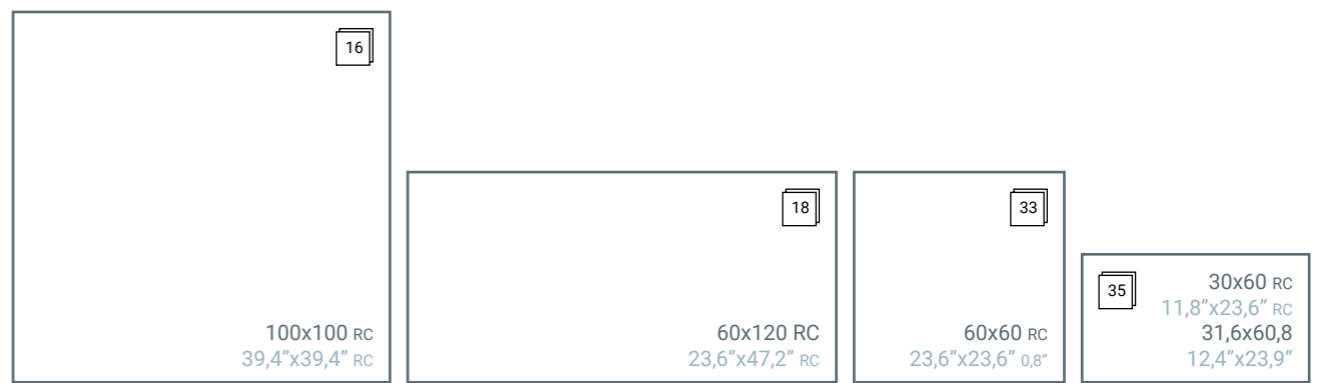 16
100x100 RC
39,4”x39,4” RC
18
60x120 RC
23,6”x47,2” RC
33
60x60 RC
23,6”x23,6” 0,8”
35
30x60 RC
11,8”x23,6” RC
31,6x60,8
12,4”x23,9”